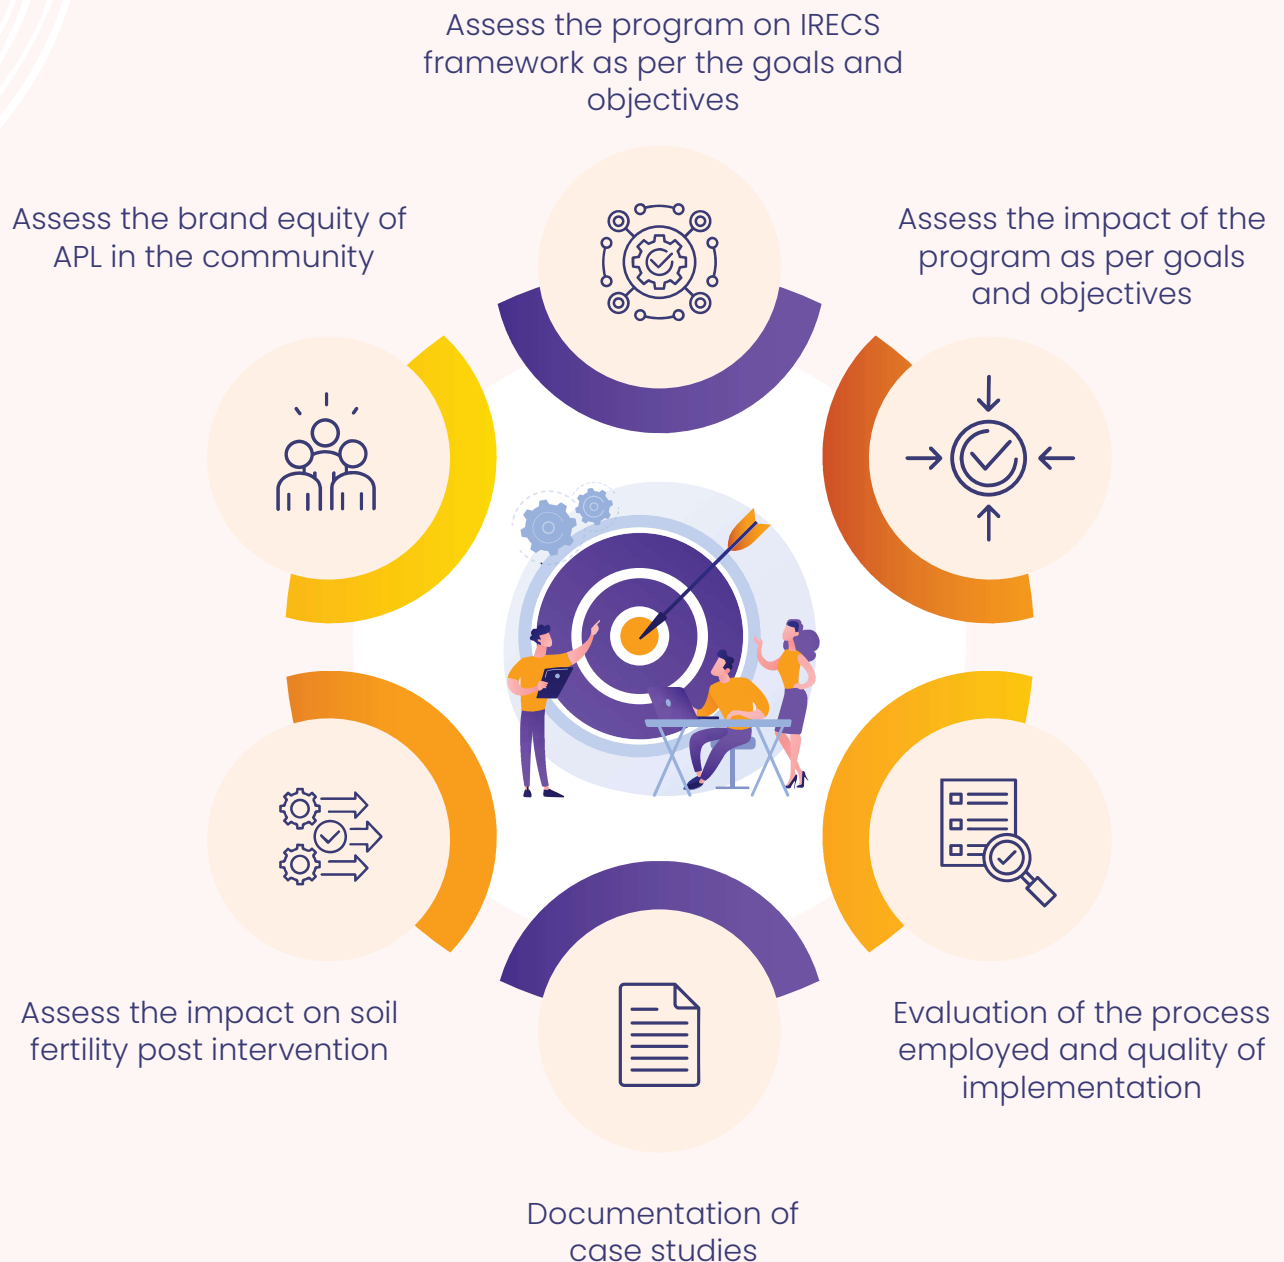 Assess the program on IRECS
framework as per the goals and
objectives
Assess the brand equity of
APL in the community
Assess the impact of the
program as per goals
and objectives
Assess the impact on soil
fertility post intervention
Evaluation of the process
employed and quality of
implementation
Documentation of
case studies